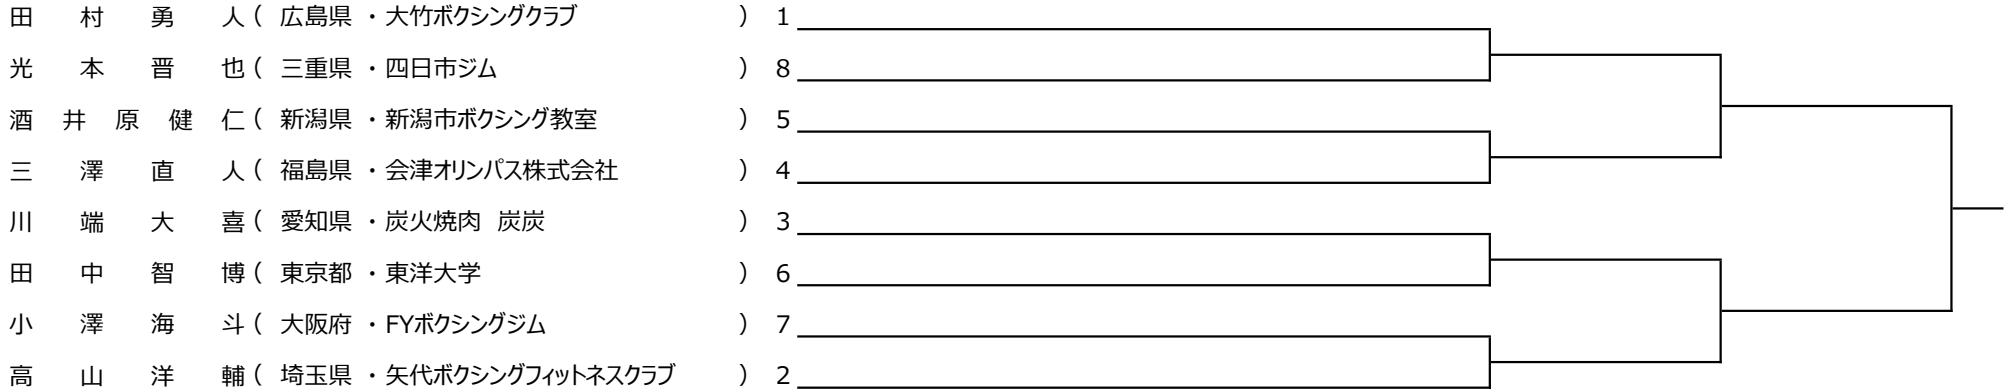 田村勇人（ 広島県 ・大竹ボクシングクラブ ） 1
光本晋也（ 三重県 ・四日市ジム ） 8
酒井原健仁（ 新潟県 ・新潟市ボクシング教室 ） 5
三澤直人（ 福島県 ・会津オリンパス株式会社 ） 4
川端大喜（ 愛知県 ・炭火焼肉 炭炭 ） 3
田中智博（ 東京都 ・東洋大学 ） 6
小澤海斗（ 大阪府 ・FYボクシングジム ） 7
高山洋輔（ 埼玉県 ・矢代ボクシングフィットネスクラブ ） 2